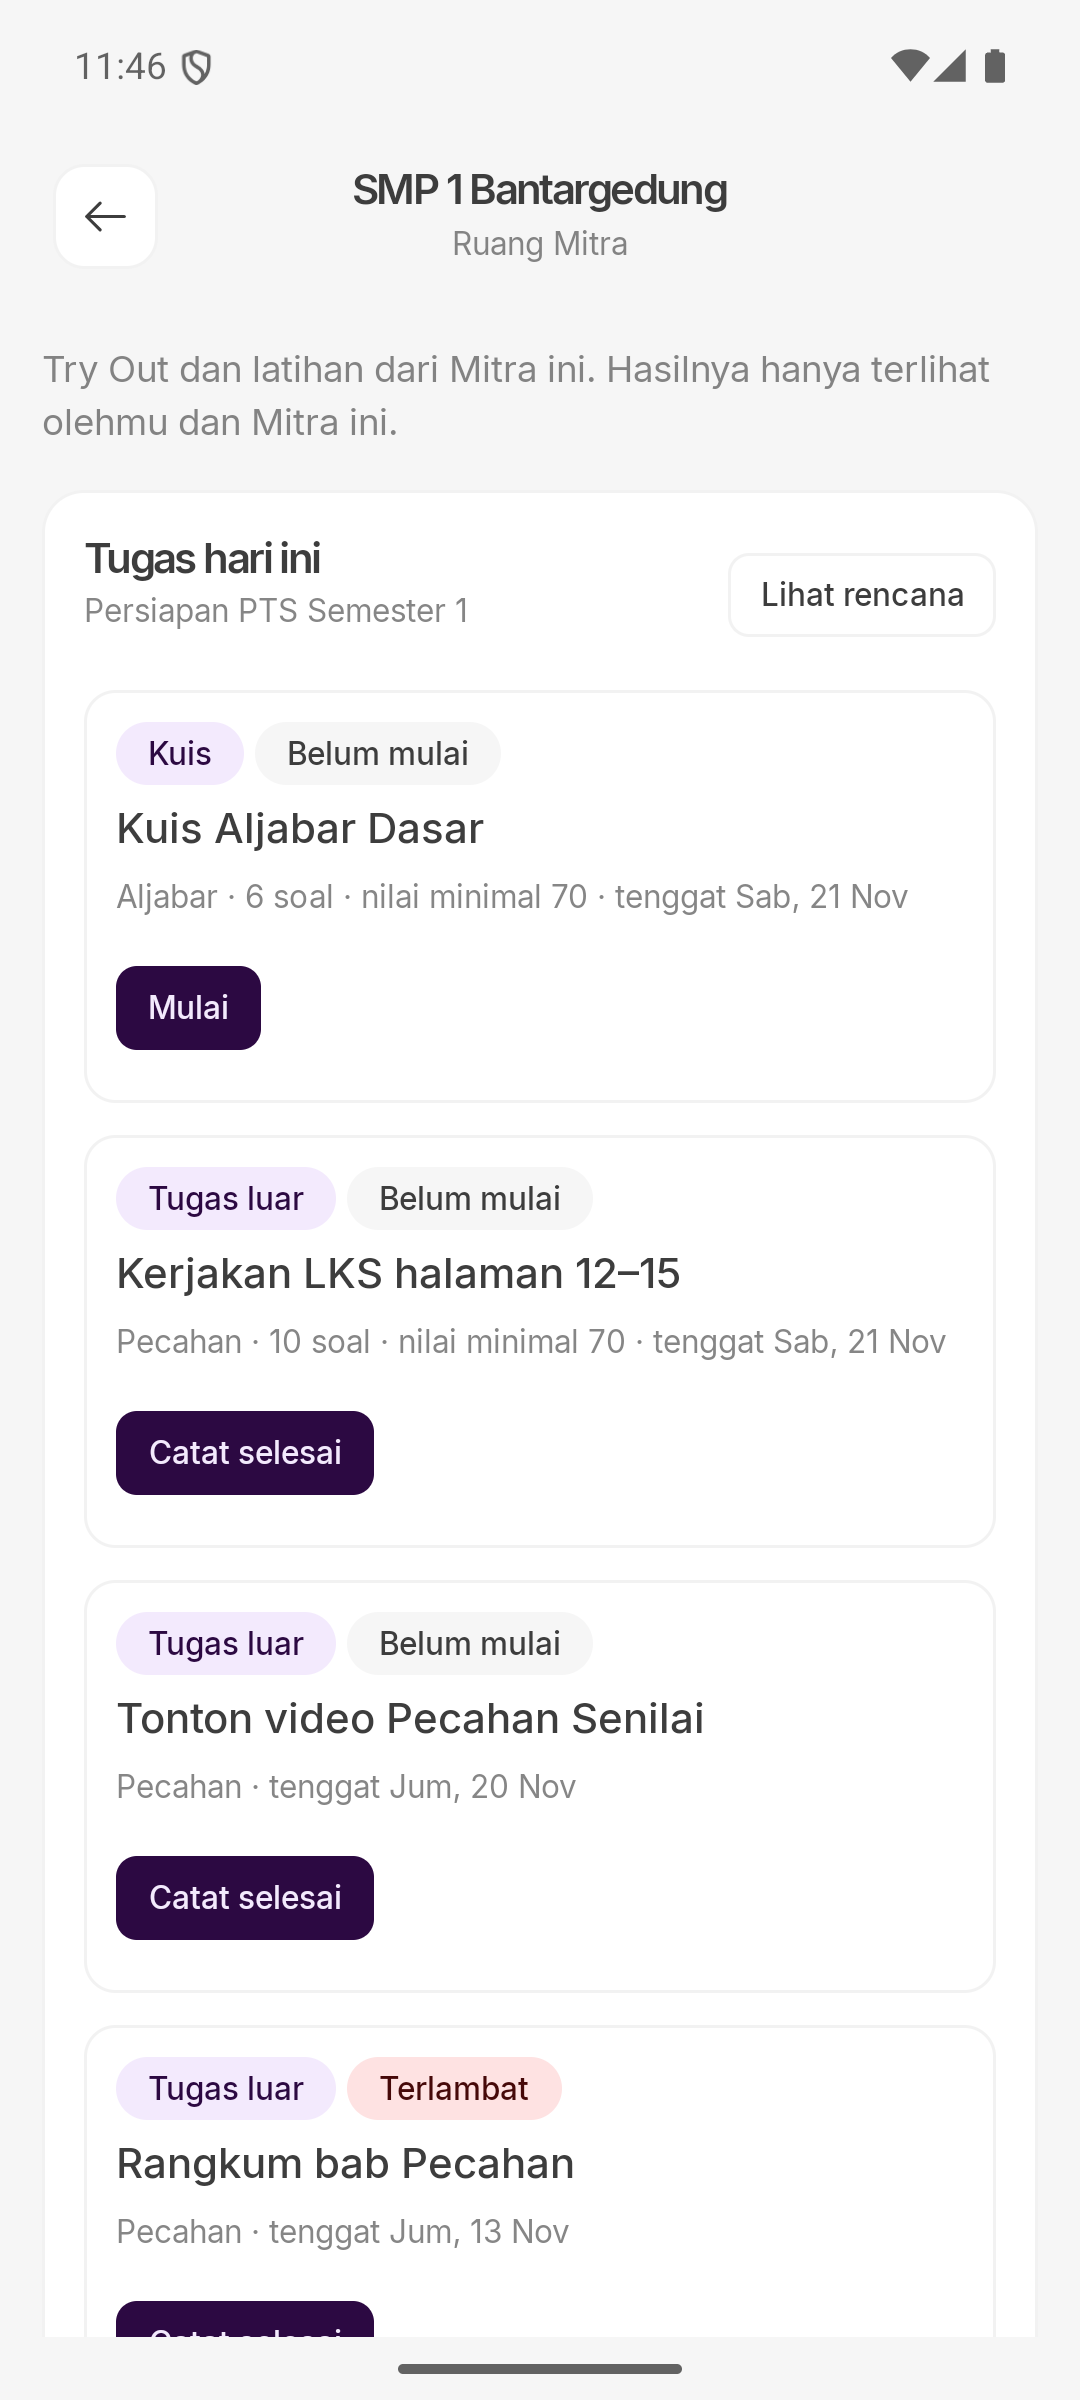 11:46
SMP 1 Bantargedung
Ruang Mitra
Try Out dan latihan dari Mitra ini. Hasilnya hanya terlihat
olehmu dan Mitra ini.
Tugas hari ini
Persiapan PTS Semester 1
Lihat rencana
Kuis
Belum mulai
Kuis Aljabar Dasar
Aljabar · 6 soal · nilai minimal 70 · tenggat Sab, 21 Nov
Mulai
Tugas luar
Belum mulai
Kerjakan LKS halaman 12–15
Pecahan · 10 soal · nilai minimal 70 · tenggat Sab, 21 Nov
Catat selesai
Tugas luar
Belum mulai
Tonton video Pecahan Senilai
Pecahan · tenggat Jum, 20 Nov
Catat selesai
Tugas luar
Terlambat
Rangkum bab Pecahan
Pecahan · tenggat Jum, 13 Nov
Catat selesai